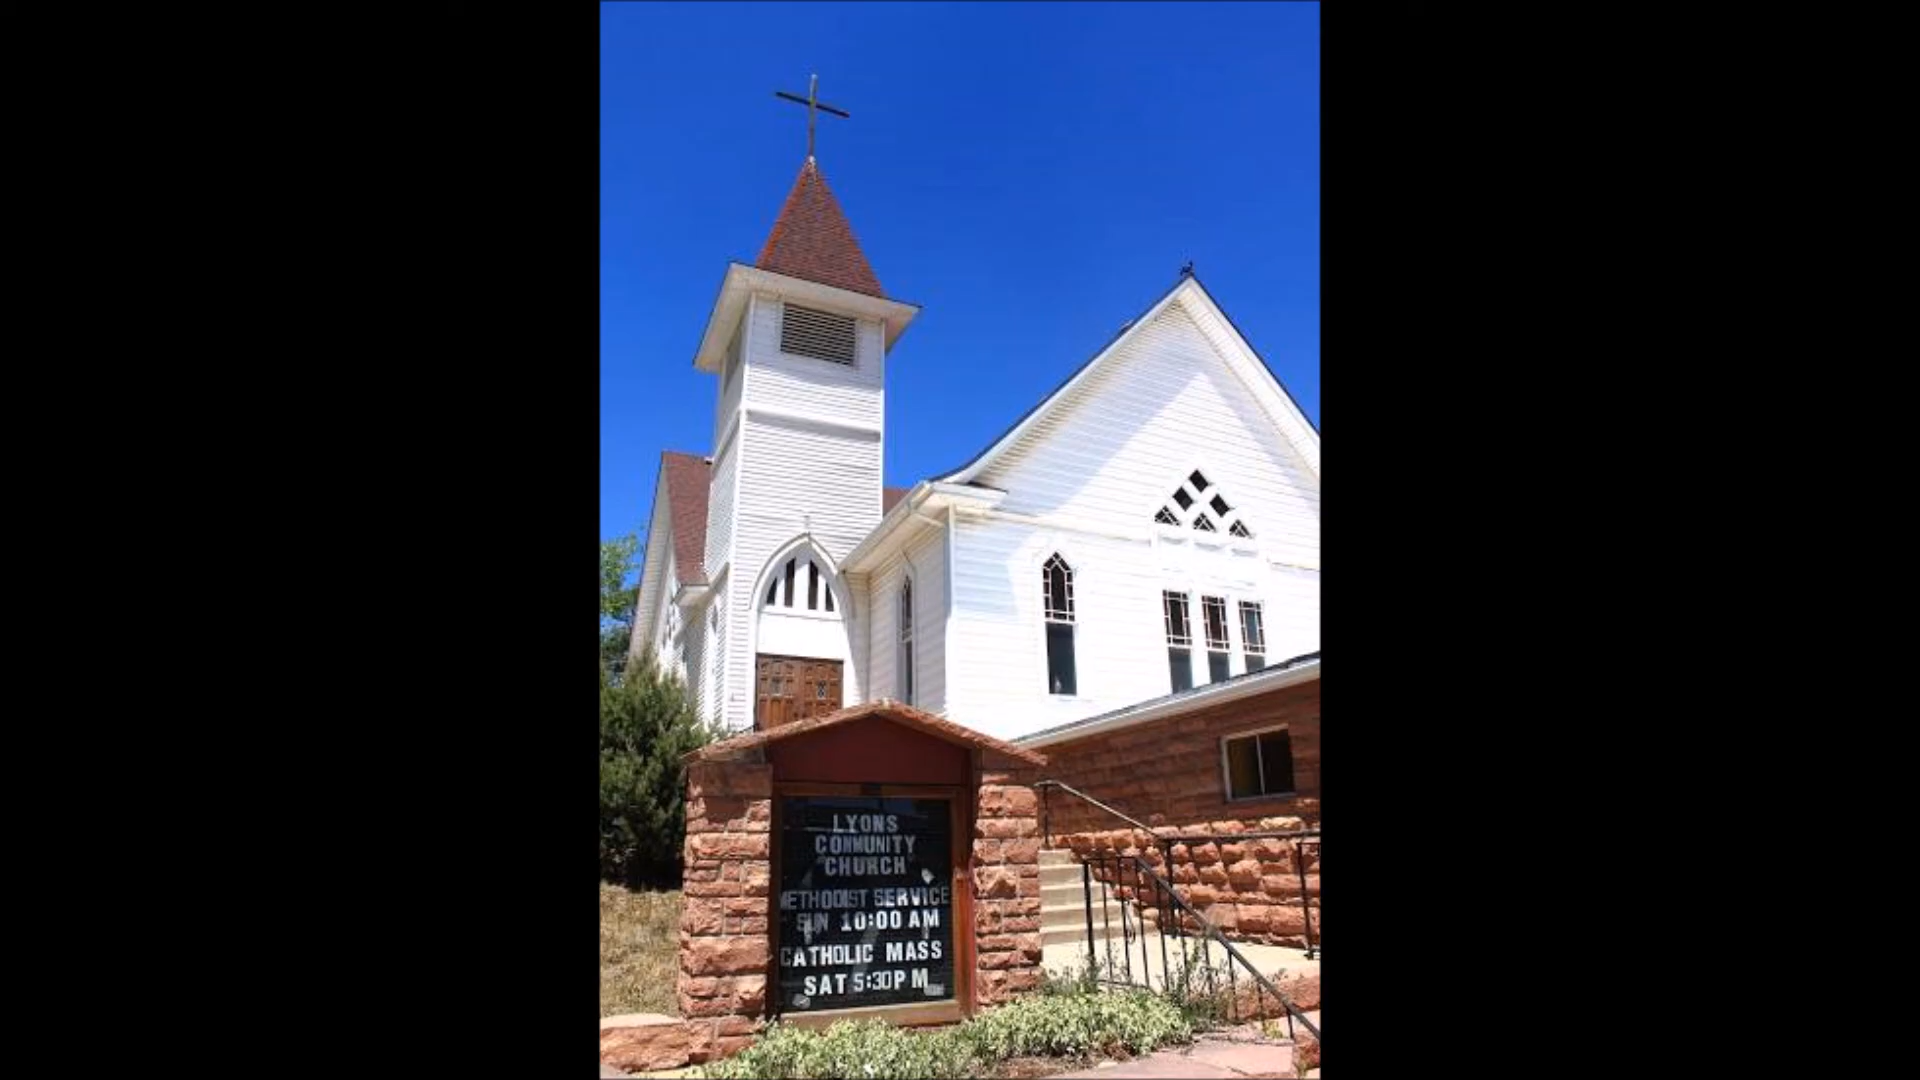 LYONS
COMMUNITY
CHURCH
METHODIST SERVICE
SUN 10:00 AM
CATHOLIC MASS
SAT 5:30 PM